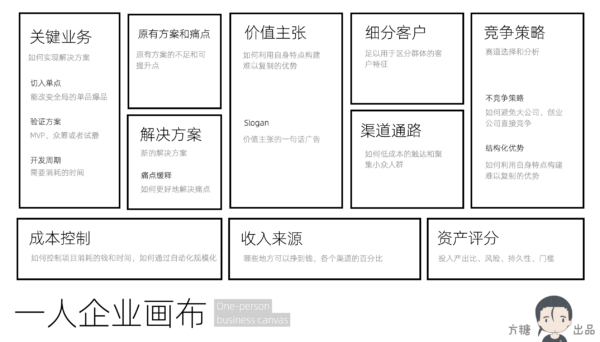 关键业务
如何实现解决方案
切入单点
能改变全局的单品爆品
验证方案
MVP、众筹或者试错
开发周期
需要消耗的时间
原有方案和痛点
原有方案的不足和可
提升点
解决方案
新的解决方案
痛点缓释
如何更好地解决痛点
价值主张
如何利用自身特点构建
难以复制的优势
Slogan
价值主张的一句话广告
细分客户
足以用于区分群体的客
户特征
渠道通路
如何低成本的触达和聚
集小众人群
竞争策略
赛道选择和分析
不竞争策略
如何避免大公司、创业
公司直接竞争
结构化优势
如何利用自身特点构建
难以复制的优势
成本控制
如何控制项目消耗的钱和时间、如何通过自动化规模化
收入来源
哪些地方可以挣到钱、各个渠道的百分比
资产评分
投入产出比、风险、持久性、门槛
一人企业画布
One-person
business canvas
方糖
出品